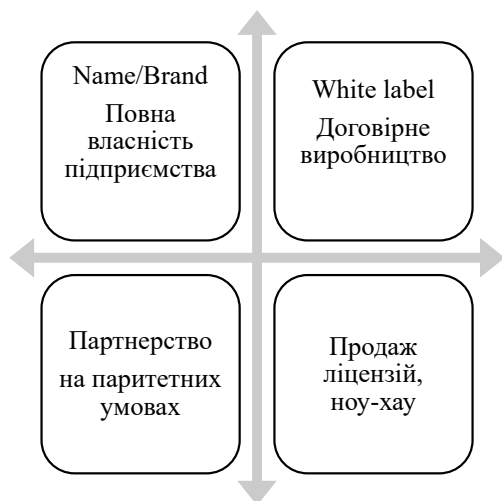 Name/Brand
Повна
власність
підприємства
White label
Договірне
виробництво
Партнерство
на паритетних
умовах
Продаж
ліцензій,
ноу-хау